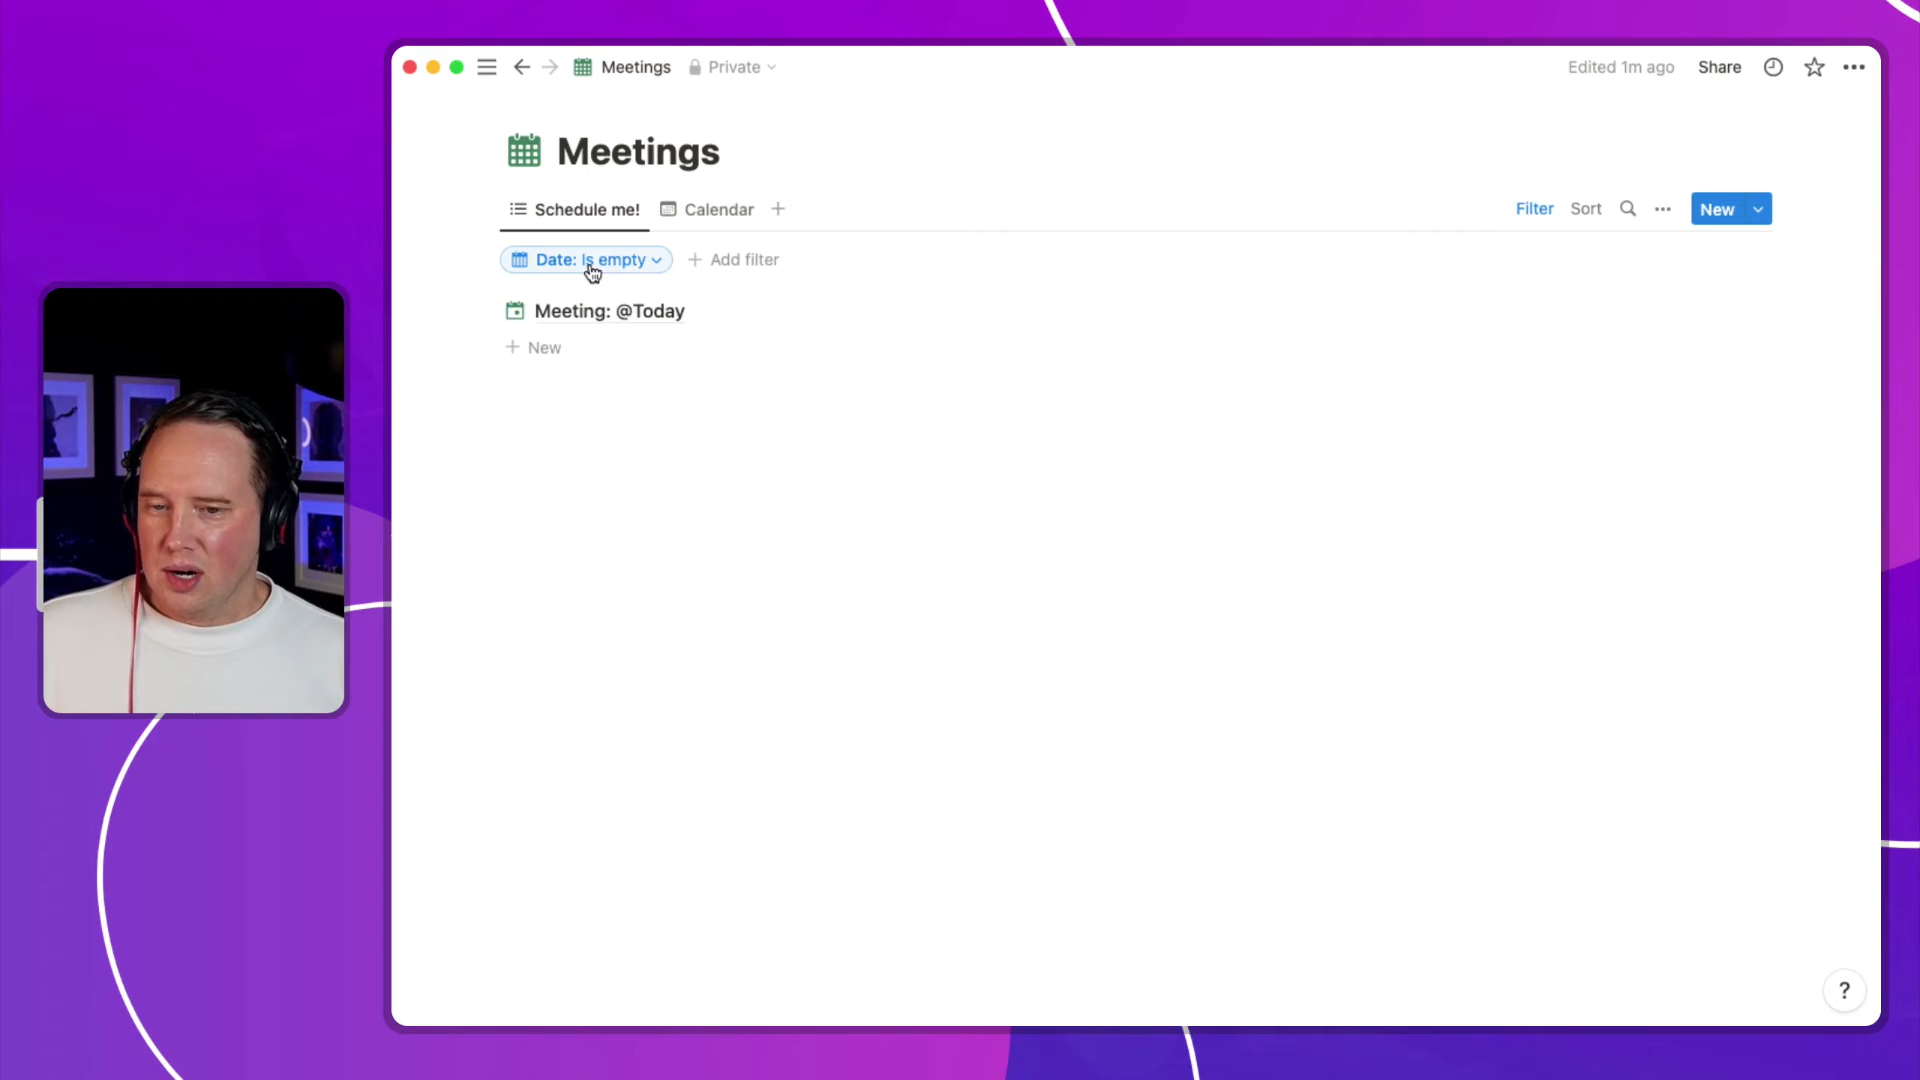 Meetings Private
Edited 1m ago Share
Meetings
Schedule me! Calendar
Filter Sort New
Date: Is empty Add filter
Meeting: @Today
New
?